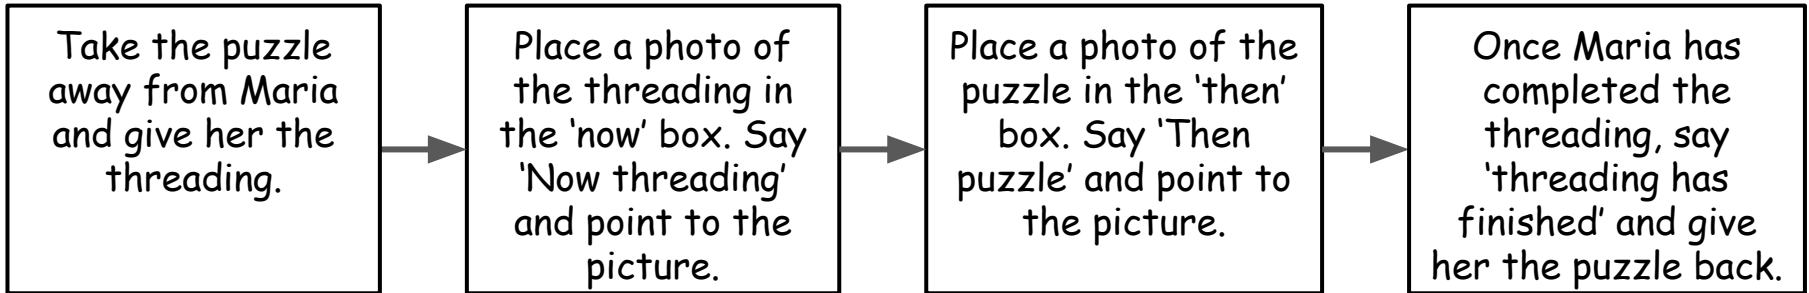 Take the puzzle
away from Maria
and give her the
threading.
Place a photo of
the threading in
the ‘now’ box. Say
‘Now threading’
and point to the
picture.
Place a photo of the
puzzle in the ‘then’
box. Say ‘Then
puzzle’ and point to
the picture.
Once Maria has
completed the
threading, say
‘threading has
finished’ and give
her the puzzle back.